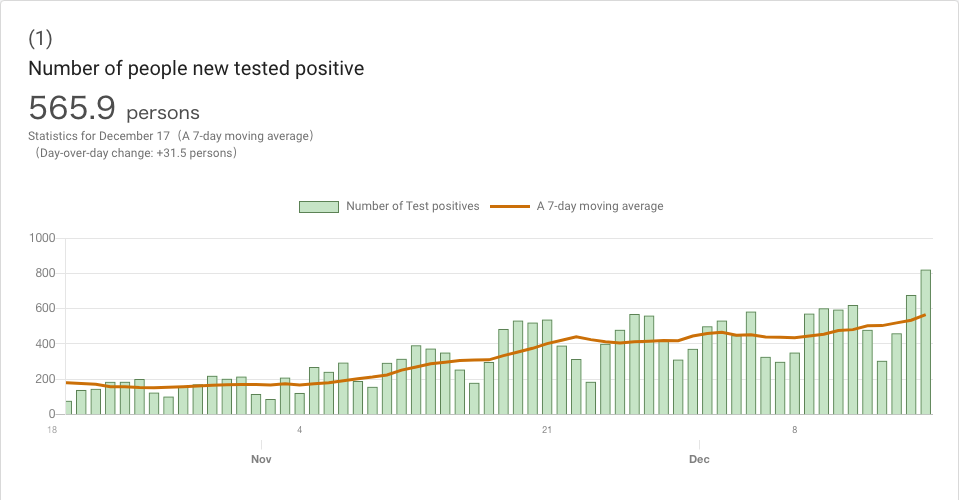 (1)
Number of people new tested positive
565.9 persons
Statistics for December 17（A 7-day moving average）
（Day-over-day change: +31.5 persons）
Number of Test positives A 7-day moving average
1000
800
600
400
200
0
18 4 21 8
Nov Dec